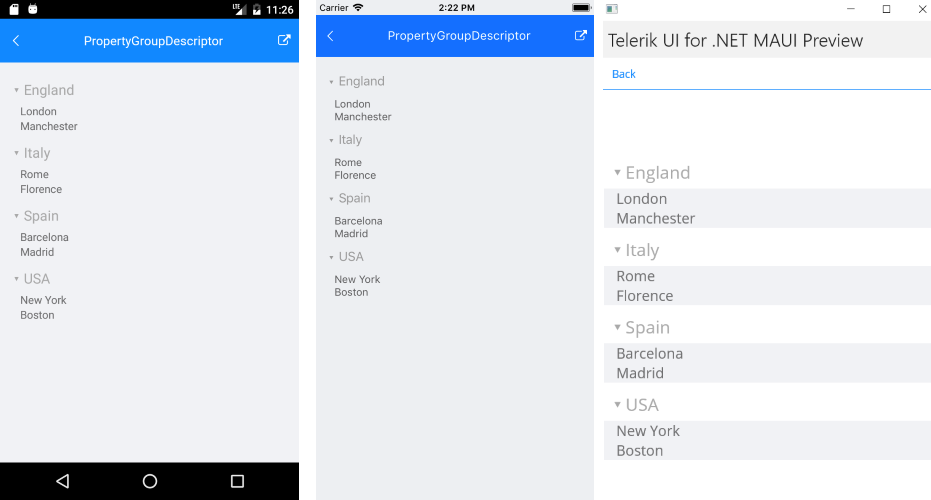 LTE 11:26
PropertyGroupDescriptor
England
London
Manchester
Italy
Rome
Florence
Spain
Barcelona
Madrid
USA
New York
Boston
Carrier 2:22 PM
PropertyGroupDescriptor
England
London
Manchester
Italy
Rome
Florence
Spain
Barcelona
Madrid
USA
New York
Boston
Telerik UI for .NET MAUI Preview
Back
England
London
Manchester
Italy
Rome
Florence
Spain
Barcelona
Madrid
USA
New York
Boston